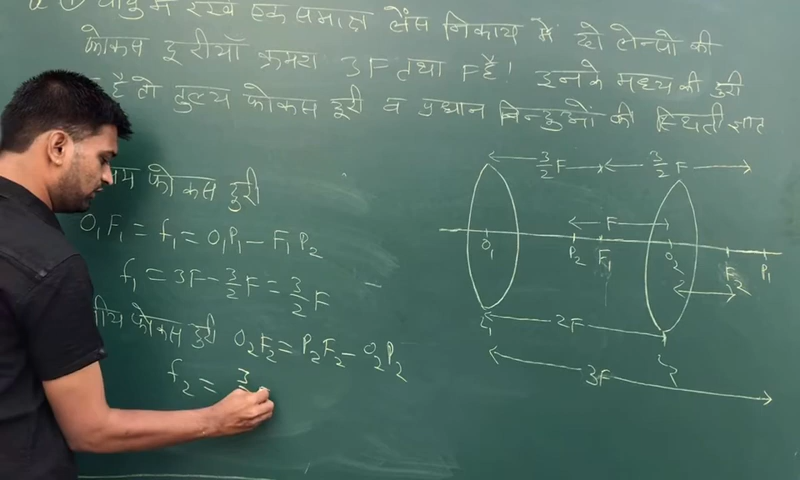 वायु में रखे एक समाक्ष लेंस निकाय में दो लेन्सो की
फोकस दूरीयाँ क्रमश 3F तथा F है। इनके मध्य की दूरी
है तो तुल्य फोकस दूरी व प्रधान बिन्दुओं की स्थिती ज्ञात
फोकस दूरी
O₁F₁ = f₁ = O₁P₁ - F₁P₂
f₁ = 3F - 3/2 F = 3/2 F
फोकस दूरी O₂F₂ = P₂F₂ - O₂P₂
f₂ = 3
3/2 F 3/2 F
F
O₁ P₂ F₁ O₂ F₂ P₁
2F
3F